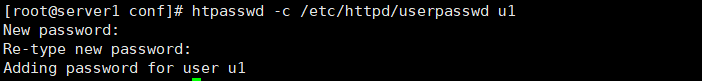 [root@server1 conf]# htpasswd -c /etc/httpd/userpasswd u1
New password:
Re-type new password:
Adding password for user u1